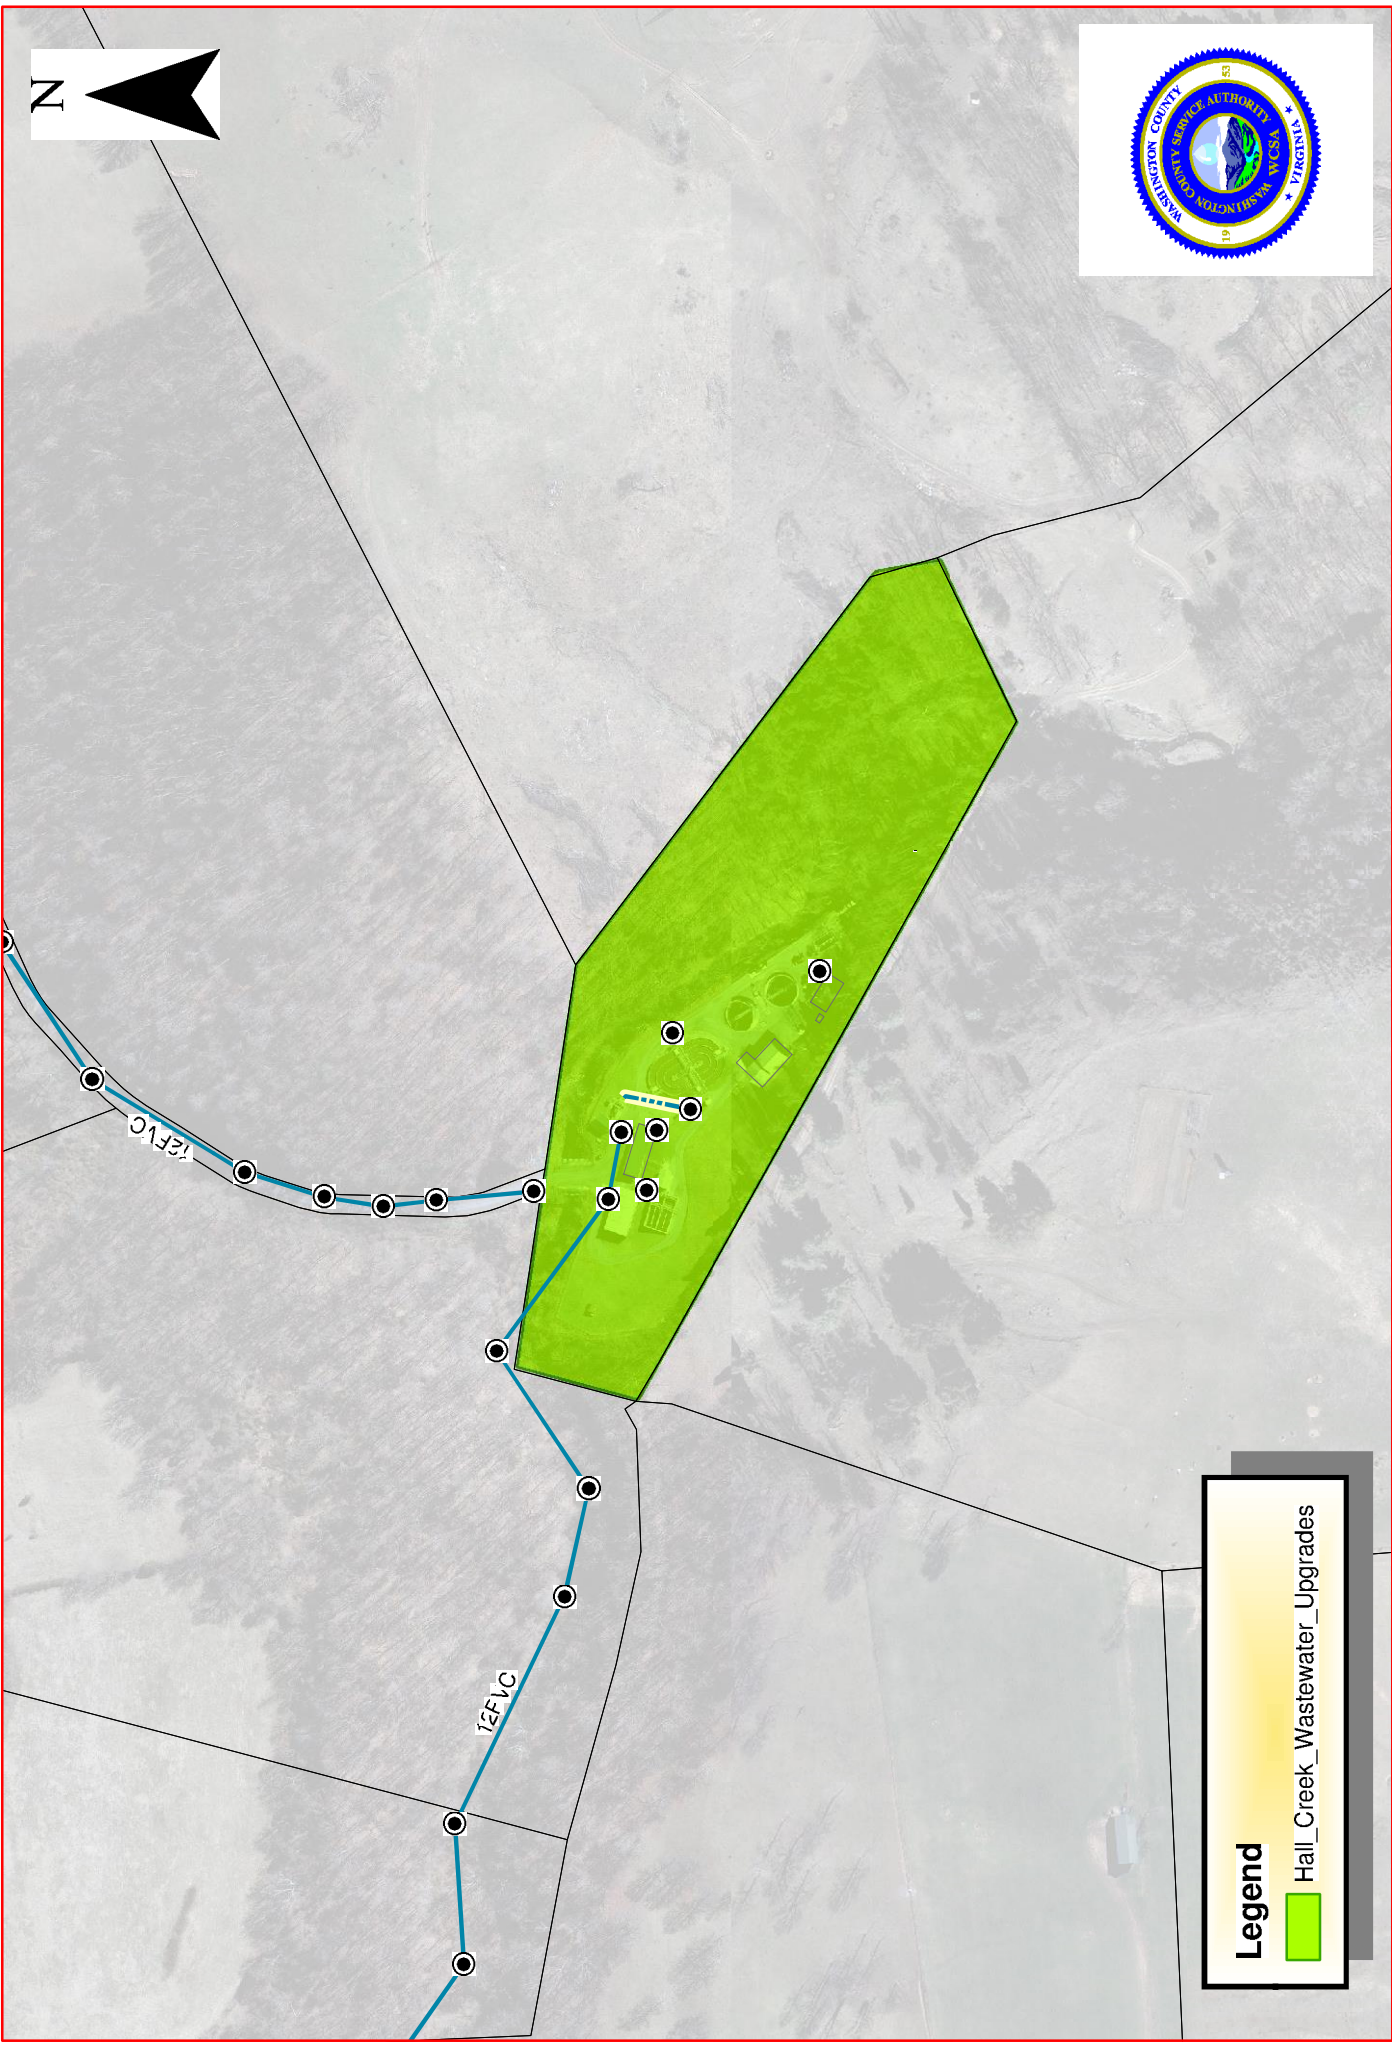 N
WASHINGTON COUNTY
★ VIRGINIA ★
WASHINGTON COUNTY SERVICE AUTHORITY
WCSA
19 53
12PVC
12PVC
Legend
Hall_Creek_Wastewater_Upgrades